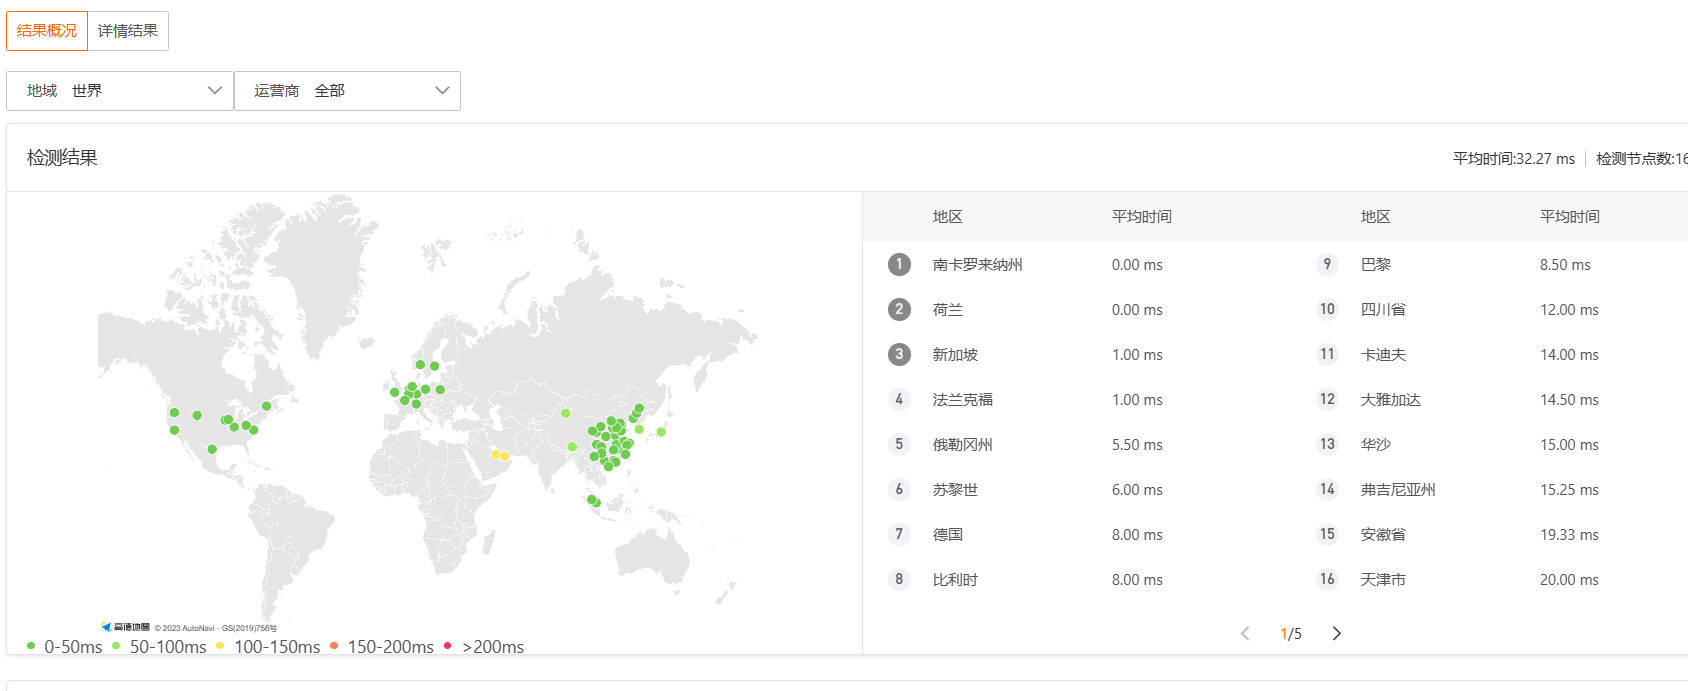 结果概况 详情结果
地域 世界 运营商 全部
检测结果 平均时间:32.27 ms 检测节点数:16
地区 平均时间 地区 平均时间
1 南卡罗来纳州 0.00 ms 9 巴黎 8.50 ms
2 荷兰 0.00 ms 10 四川省 12.00 ms
3 新加坡 1.00 ms 11 卡迪夫 14.00 ms
4 法兰克福 1.00 ms 12 大雅加达 14.50 ms
5 俄勒冈州 5.50 ms 13 华沙 15.00 ms
6 苏黎世 6.00 ms 14 弗吉尼亚州 15.25 ms
7 德国 8.00 ms 15 安徽省 19.33 ms
8 比利时 8.00 ms 16 天津市 20.00 ms
高德地图 © 2023 AutoNavi - GS(2019)756号
0-50ms 50-100ms 100-150ms 150-200ms >200ms
1/5